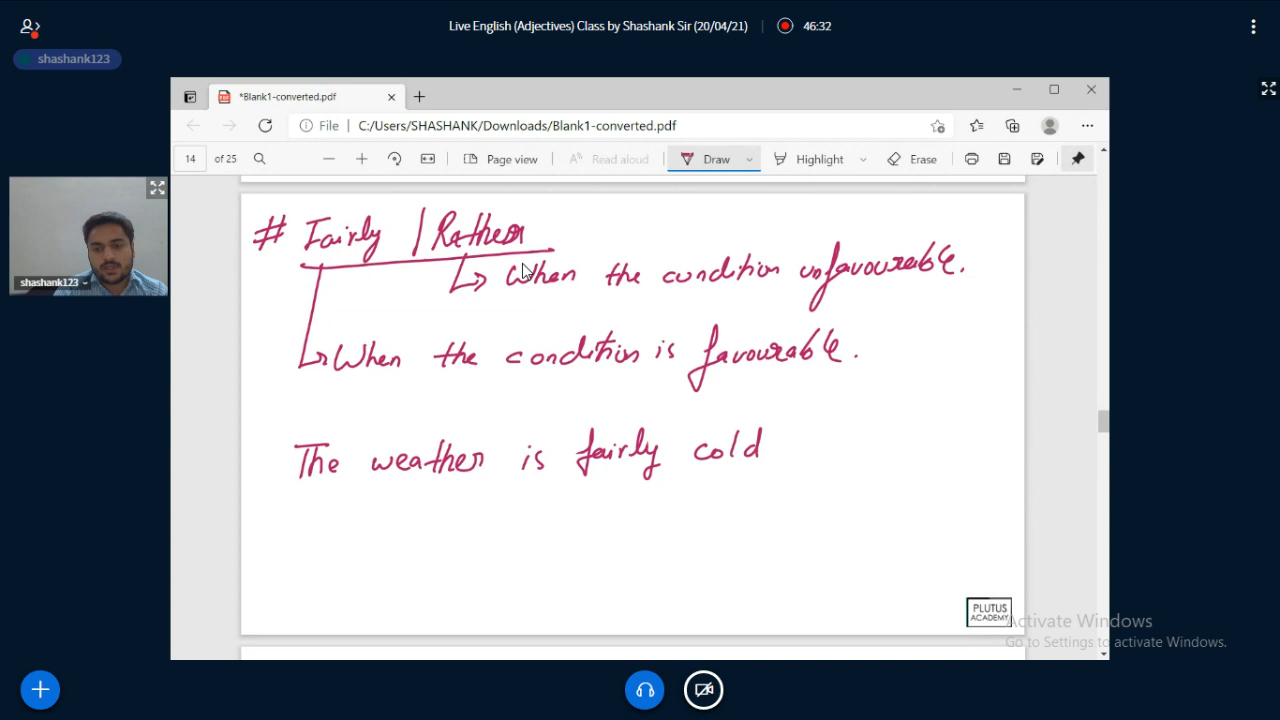 Live English (Adjectives) Class by Shashank Sir (20/04/21)
46:32
shashank123
*Blank1-converted.pdf
File
C:/Users/SHASHANK/Downloads/Blank1-converted.pdf
14
of 25
Page view
Read aloud
Draw
Highlight
Erase
# Fairly / Rather
When the condition unfavourable.
shashank123
When the condition is favourable.
The weather is fairly cold
PLUTUS
ACADEMY
Activate Windows
Go to Settings to activate Windows.